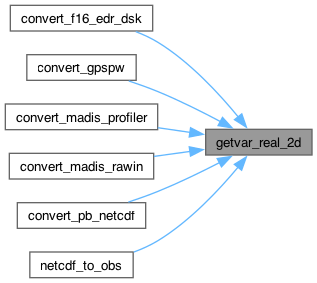 convert_f16_edr_dsk
convert_gpspw
convert_madis_profiler
getvar_real_2d
convert_madis_rawin
convert_pb_netcdf
netcdf_to_obs